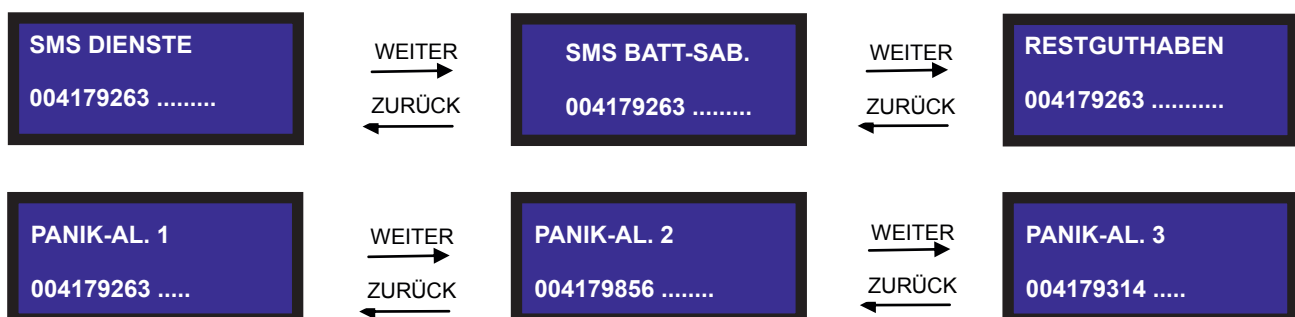 SMS DIENSTE
004179263 .........
WEITER
ZURÜCK
SMS BATT-SAB.
004179263 .........
WEITER
ZURÜCK
RESTGUTHABEN
004179263 ...........
PANIK-AL. 1
004179263 .....
WEITER
ZURÜCK
PANIK-AL. 2
004179856 ........
WEITER
ZURÜCK
PANIK-AL. 3
004179314 .....